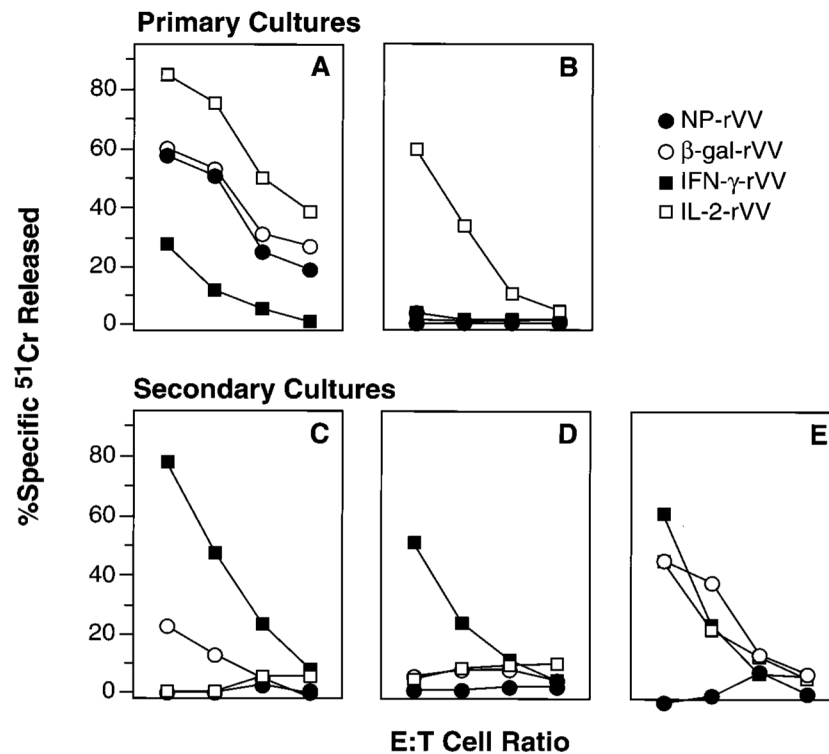 Primary Cultures
A
B
NP-rVV
β-gal-rVV
IFN-γ-rVV
IL-2-rVV
80
60
40
20
0
%Specific ⁵¹Cr Released
Secondary Cultures
C
D
E
80
60
40
20
0
E:T Cell Ratio